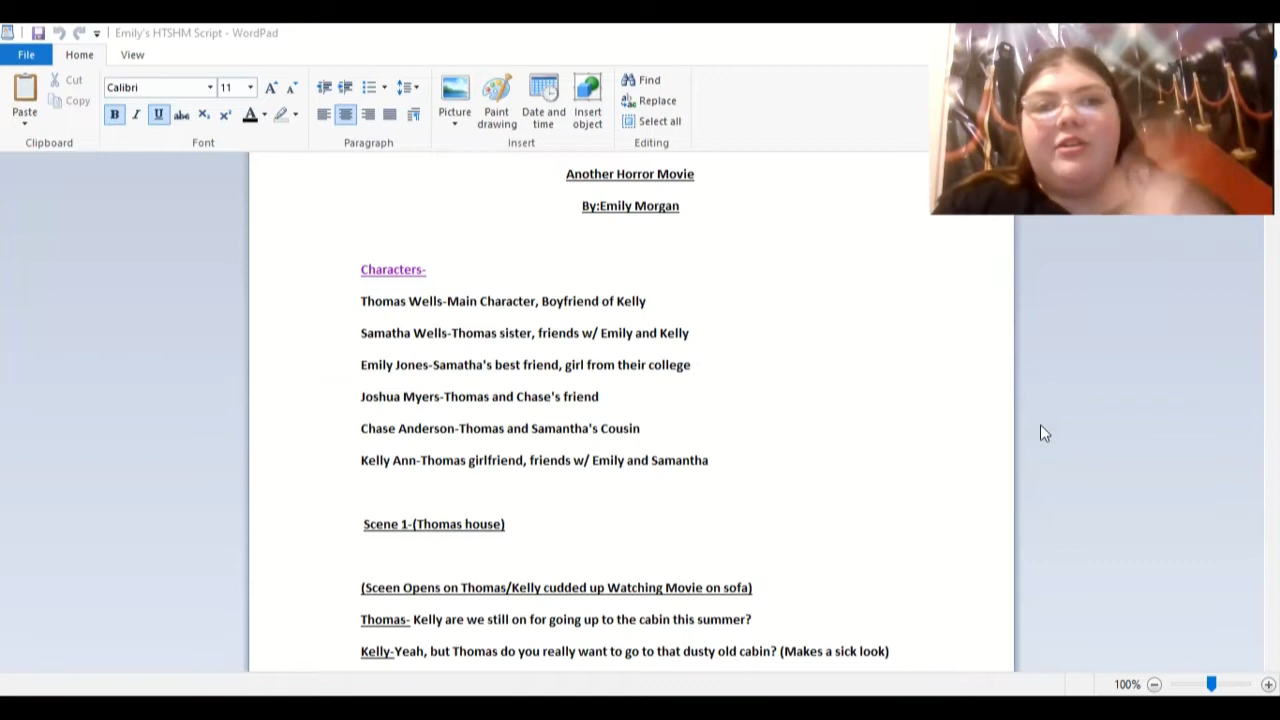 Emily's HTSHM Script - WordPad
File Home View
Cut
Copy
Paste
Calibri 11
Find
Replace
Select all
Picture
Paint drawing
Date and time
Insert object
Clipboard Font Paragraph Insert Editing
Another Horror Movie
By:Emily Morgan
Characters-
Thomas Wells-Main Character, Boyfriend of Kelly
Samatha Wells-Thomas sister, friends w/ Emily and Kelly
Emily Jones-Samatha's best friend, girl from their college
Joshua Myers-Thomas and Chase's friend
Chase Anderson-Thomas and Samantha's Cousin
Kelly Ann-Thomas girlfriend, friends w/ Emily and Samantha
Scene 1-(Thomas house)
(Sceen Opens on Thomas/Kelly cudded up Watching Movie on sofa)
Thomas- Kelly are we still on for going up to the cabin this summer?
Kelly-Yeah, but Thomas do you really want to go to that dusty old cabin? (Makes a sick look)
100%